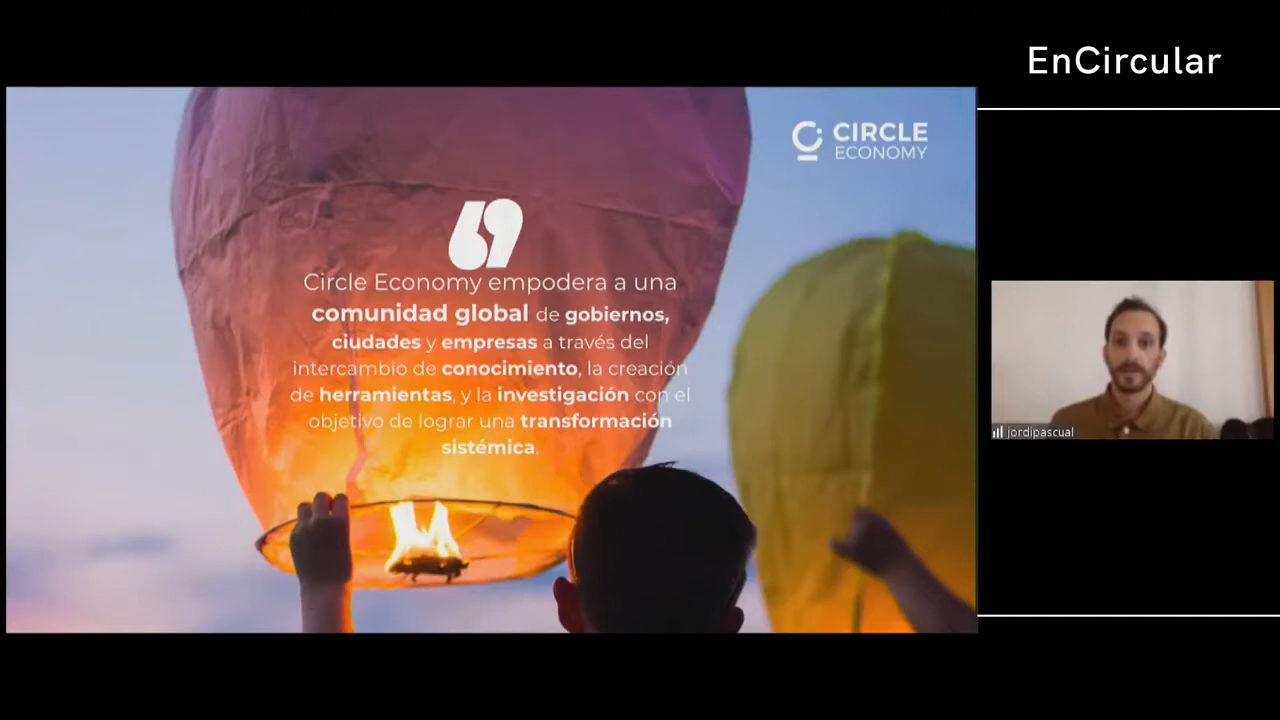 EnCircular
CIRCLE
ECONOMY
Circle Economy empodera a una
comunidad global de gobiernos,
ciudades y empresas a través del
intercambio de conocimiento, la creación
de herramientas, y la investigación con el
objetivo de lograr una transformación
sistémica.
jordipascual